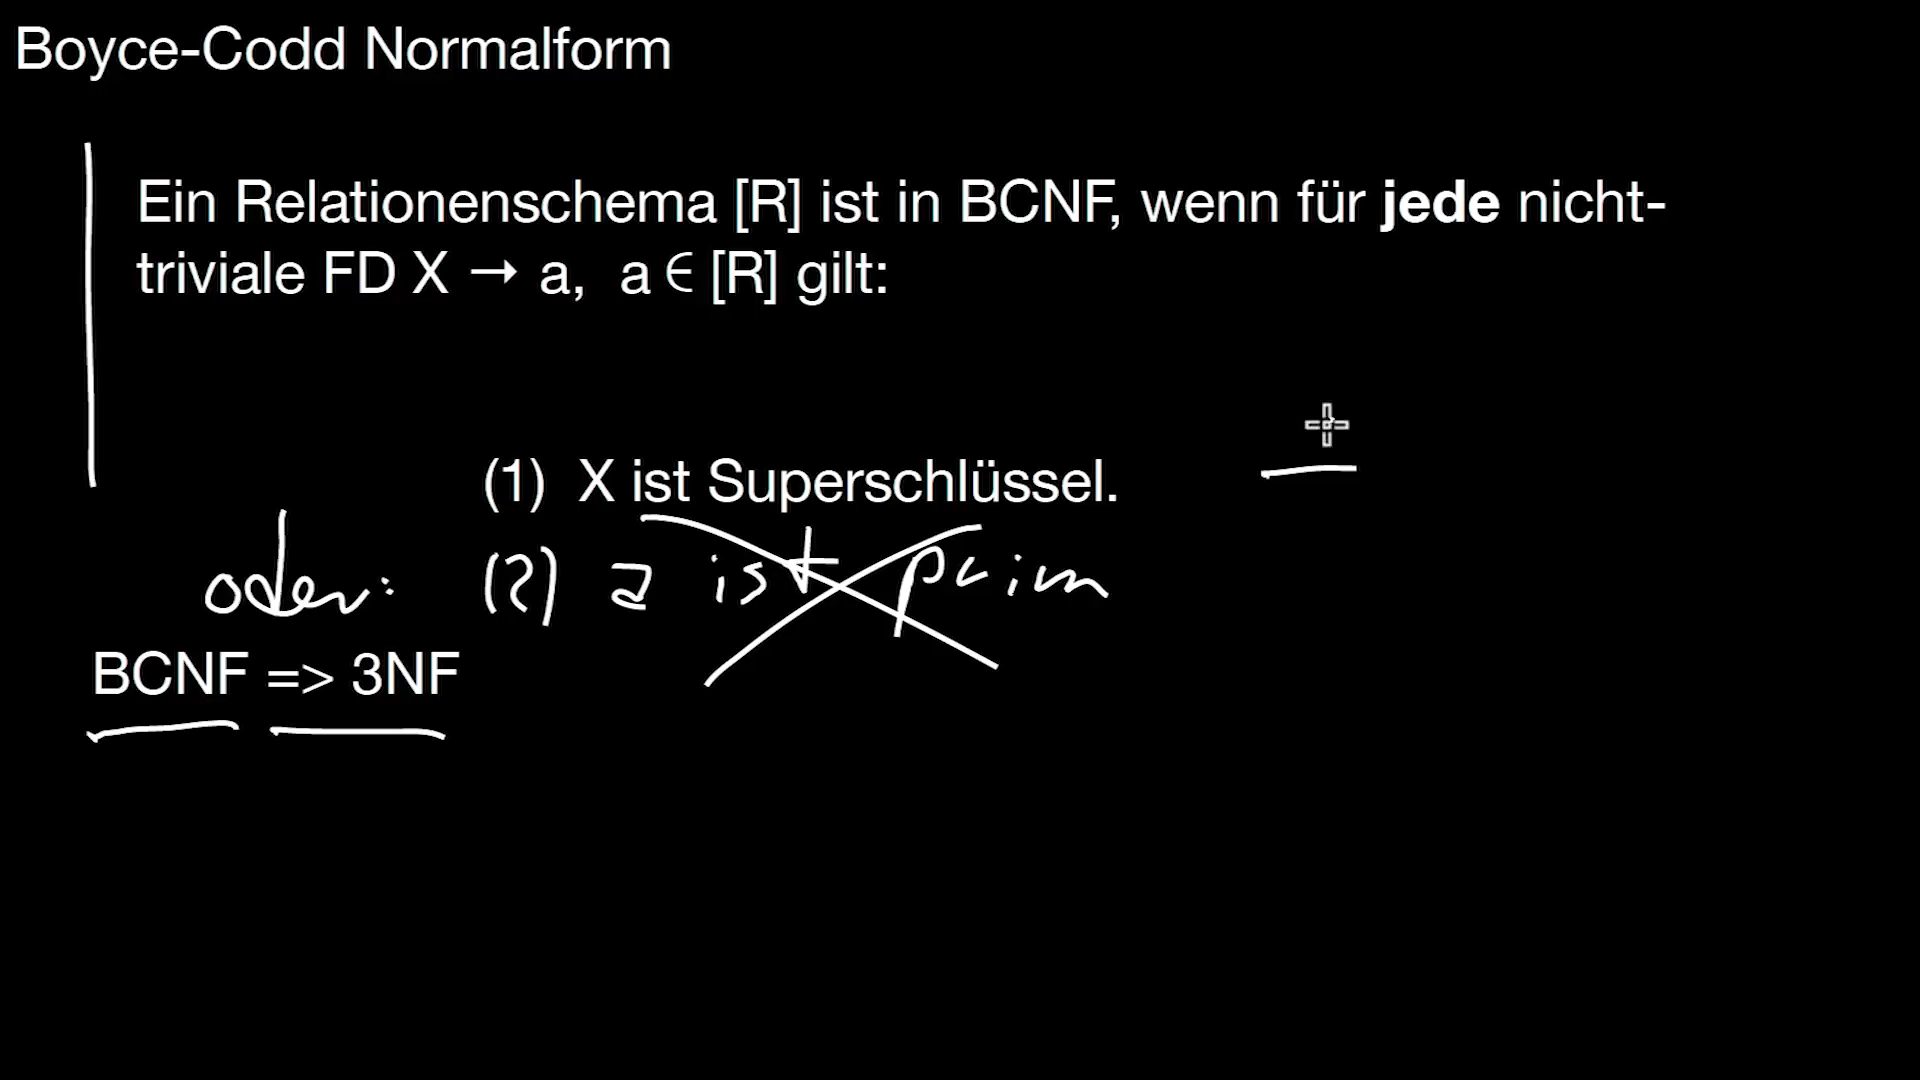 Boyce-Codd Normalform
Ein Relationenschema [R] ist in BCNF, wenn für jede nicht-
triviale FD X → a, a ∈ [R] gilt:
(1) X ist Superschlüssel.
oder: (2) a ist prim
BCNF => 3NF